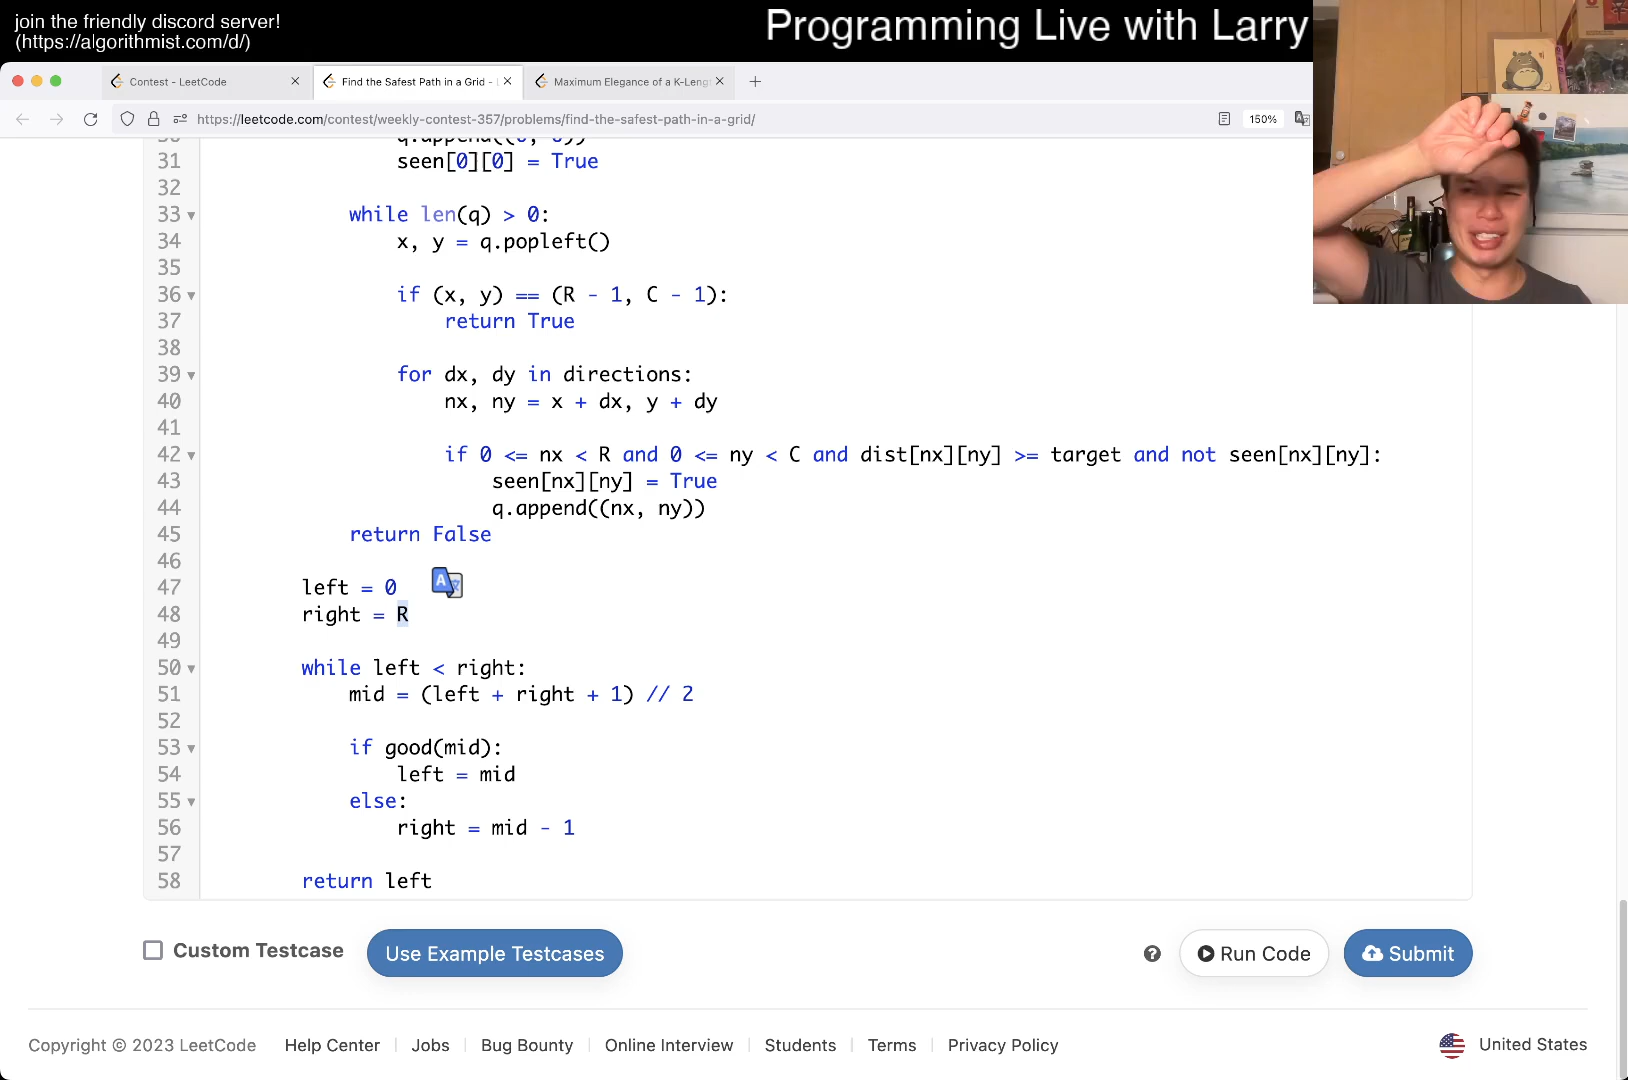 join the friendly discord server!
(https://algorithmist.com/d/)
Programming Live with Larry
Contest - LeetCode
Find the Safest Path in a Grid - L
Maximum Elegance of a K-Leng
https://leetcode.com/contest/weekly-contest-357/problems/find-the-safest-path-in-a-grid/
150%
30 q.append((0, 0))
31 seen[0][0] = True
32
33 while len(q) > 0:
34 x, y = q.popleft()
35
36 if (x, y) == (R - 1, C - 1):
37 return True
38
39 for dx, dy in directions:
40 nx, ny = x + dx, y + dy
41
42 if 0 <= nx < R and 0 <= ny < C and dist[nx][ny] >= target and not seen[nx][ny]:
43 seen[nx][ny] = True
44 q.append((nx, ny))
45 return False
46
47 left = 0
48 right = R
49
50 while left < right:
51 mid = (left + right + 1) // 2
52
53 if good(mid):
54 left = mid
55 else:
56 right = mid - 1
57
58 return left
Custom Testcase
Use Example Testcases
Run Code
Submit
Copyright © 2023 LeetCode
Help Center
Jobs
Bug Bounty
Online Interview
Students
Terms
Privacy Policy
United States